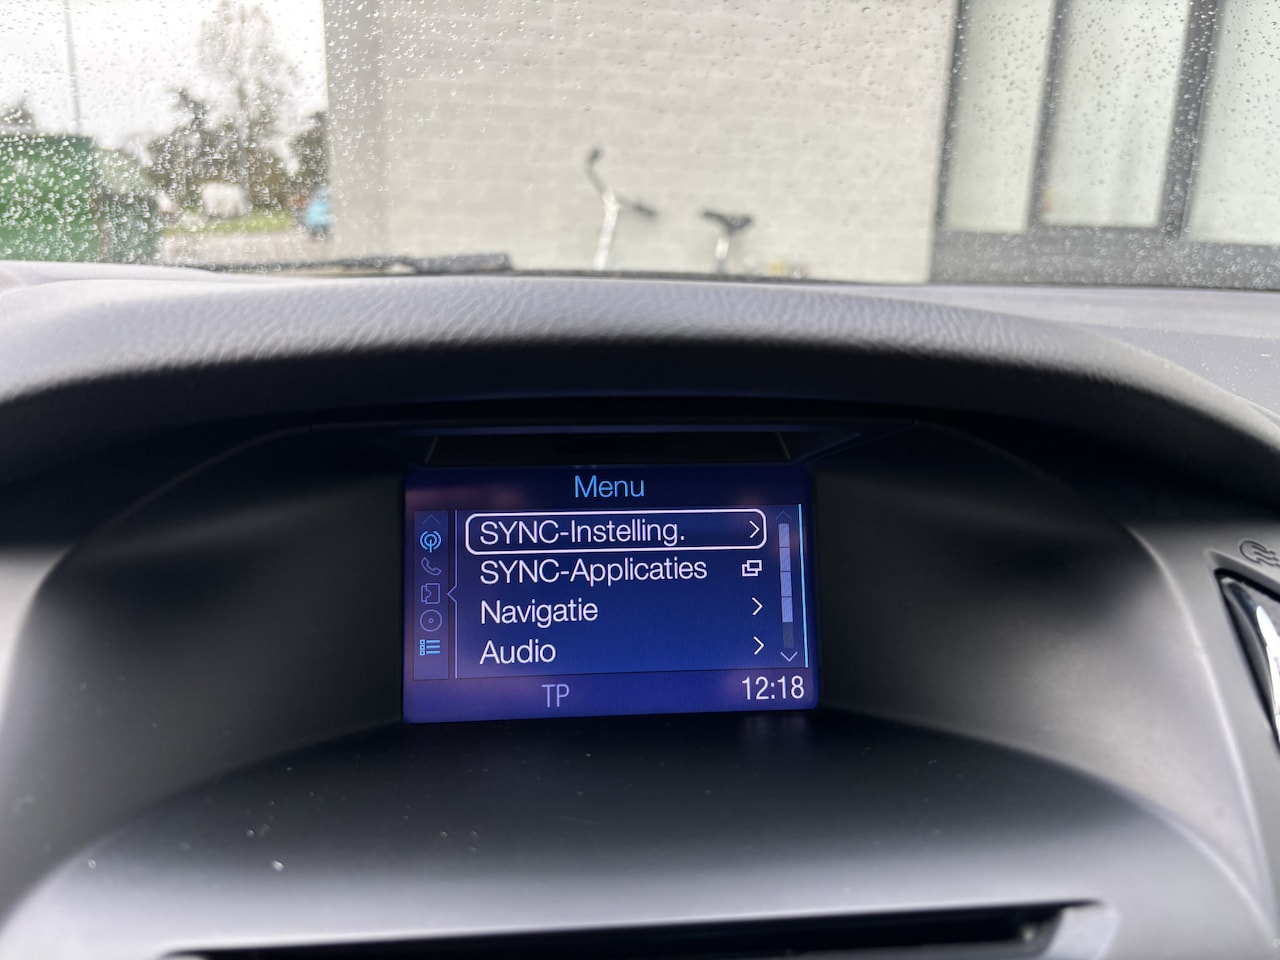 Menu
SYNC-Instelling.
SYNC-Applicaties
Navigatie
Audio
TP
12:18